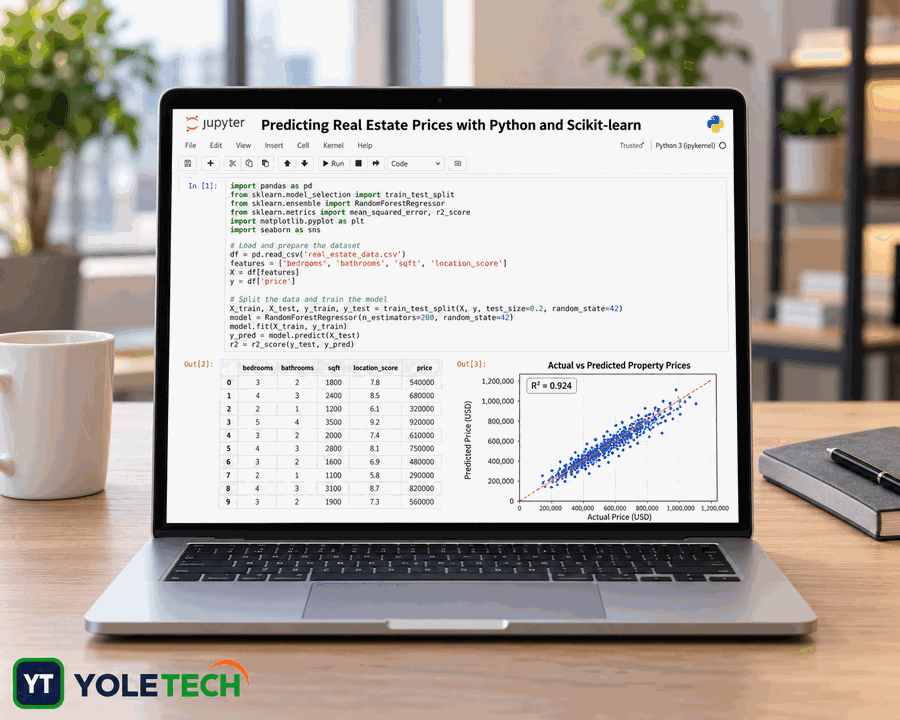 jupyter
Predicting Real Estate Prices with Python and Scikit-learn
File Edit View Insert Cell Kernel Help
Trusted
Python 3 (ipykernel)
Run
Code
In [1]:
import pandas as pd
from sklearn.model_selection import train_test_split
from sklearn.ensemble import RandomForestRegressor
from sklearn.metrics import mean_squared_error, r2_score
import matplotlib.pyplot as plt
import seaborn as sns
# Load and prepare the dataset
df = pd.read_csv('real_estate_data.csv')
features = ['bedrooms', 'bathrooms', 'sqft', 'location_score']
X = df[features]
y = df['price']
# Split the data and train the model
X_train, X_test, y_train, y_test = train_test_split(X, y, test_size=0.2, random_state=42)
model = RandomForestRegressor(n_estimators=200, random_state=42)
model.fit(X_train, y_train)
y_pred = model.predict(X_test)
r2 = r2_score(y_test, y_pred)
Out[2]:
bedrooms bathrooms sqft location_score price
0 3 2 1800 7.8 540000
1 4 3 2400 8.5 680000
2 2 1 1200 6.1 320000
3 5 4 3500 9.2 920000
4 3 2 2000 7.4 610000
5 4 3 2800 8.1 750000
6 3 2 1600 6.9 480000
7 2 1 1100 5.8 290000
8 4 3 3100 8.7 820000
9 3 2 1900 7.3 560000
Out[3]:
Actual vs Predicted Property Prices
R² = 0.924
Predicted Price (USD)
1,200,000
1,000,000
800,000
600,000
400,000
200,000
0
0 200,000 400,000 600,000 800,000 1,000,000 1,200,000
Actual Price (USD)
YT YOLETECH